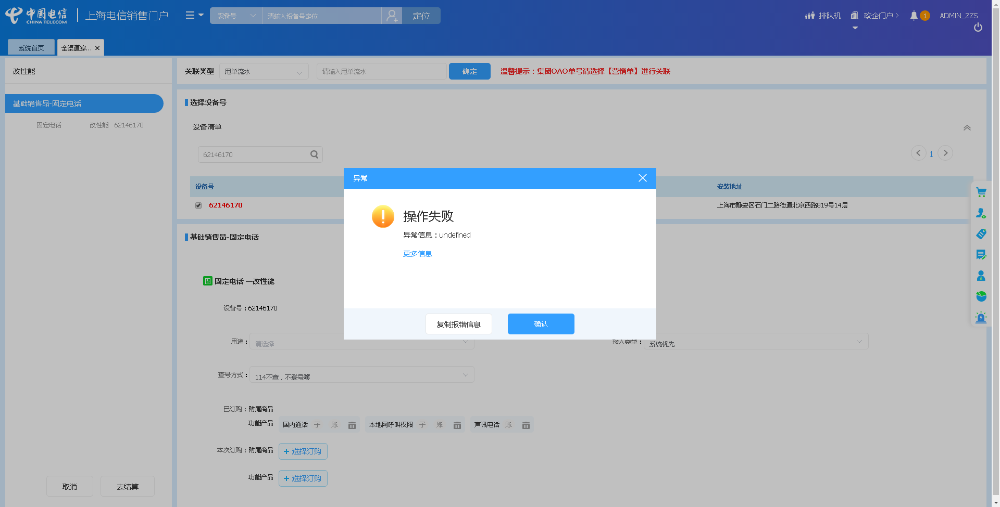 中国电信
CHINA TELECOM
上海电信销售门户
设备号
请输入设备号定位
定位
排队机
政企门户
1
ADMIN_ZZS
系统首页
全渠道穿...
改性能
关联类型
甩单流水
请输入甩单流水
确定
温馨提示：集团OAO单号请选择【营销单】进行关联
基础销售品-固定电话
固定电话 改性能 62146170
选择设备号
设备清单
62146170
1
设备号
安装地址
62146170
上海市静安区石门二路街道北京西路819号14层
异常
操作失败
异常信息：undefined
更多信息
复制报错信息
确认
基础销售品-固定电话
固 固定电话 —改性能
设备号：62146170
用途：
请选择
接入类型：
系统优先
查号方式：
114不查，不登号簿
已订购：附属商品
功能产品
国内通话 子 账
本地网呼叫权限 子 账
声讯电话 账
本次订购：附属商品
+ 选择订购
功能产品
+ 选择订购
取消
去结算